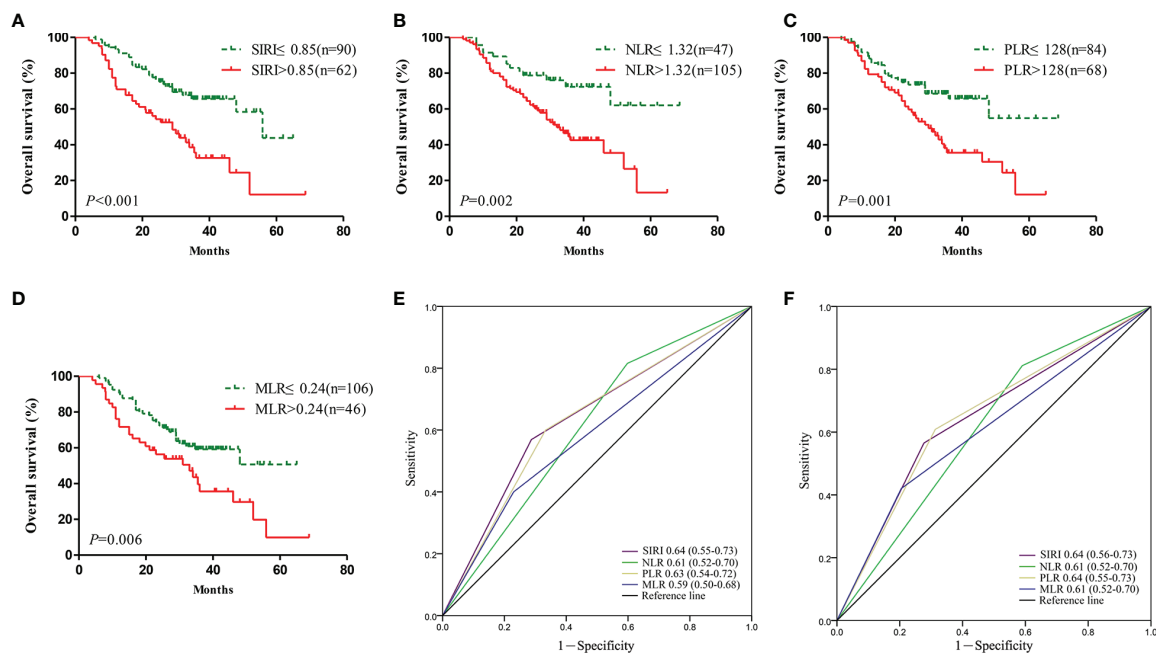 A
Overall survival (%)
100
80
60
40
20
0
0 20 40 60 80
Months
SIRI≤ 0.85(n=90)
SIRI>0.85(n=62)
P<0.001
B
Overall survival (%)
100
80
60
40
20
0
0 20 40 60 80
Months
NLR≤ 1.32(n=47)
NLR>1.32(n=105)
P=0.002
C
Overall survival (%)
100
80
60
40
20
0
0 20 40 60 80
Months
PLR≤ 128(n=84)
PLR>128(n=68)
P=0.001
D
Overall survival (%)
100
80
60
40
20
0
0 20 40 60 80
Months
MLR≤ 0.24(n=106)
MLR>0.24(n=46)
P=0.006
E
Sensitivity
1.0
0.8
0.6
0.4
0.2
0.0
0.0 0.2 0.4 0.6 0.8 1.0
1−Specificity
SIRI 0.64 (0.55-0.73)
NLR 0.61 (0.52-0.70)
PLR 0.63 (0.54-0.72)
MLR 0.59 (0.50-0.68)
Reference line
F
Sensitivity
1.0
0.8
0.6
0.4
0.2
0.0
0.0 0.2 0.4 0.6 0.8 1.0
1−Specificity
SIRI 0.64 (0.56-0.73)
NLR 0.61 (0.52-0.70)
PLR 0.64 (0.55-0.73)
MLR 0.61 (0.52-0.70)
Reference line